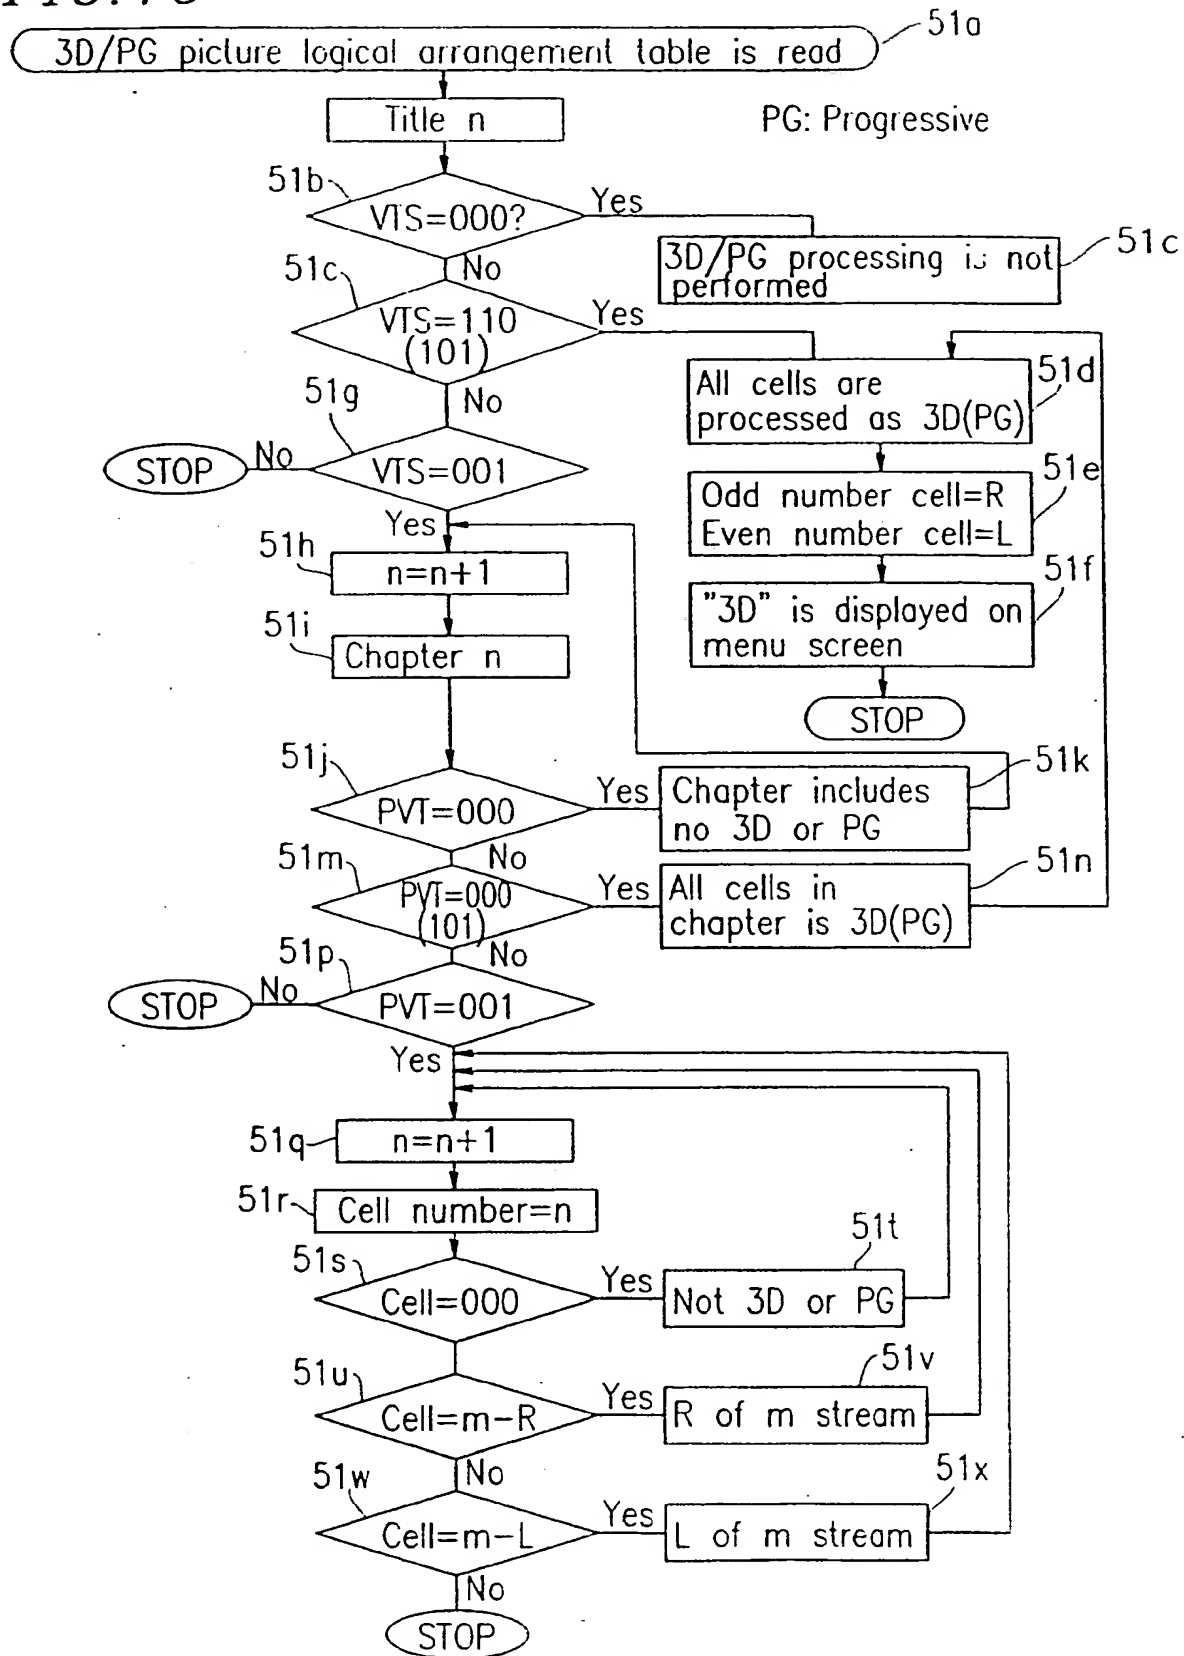 51a
3D/PG picture logical arrangement table is read
Title n
PG: Progressive
51b
VTS=000?
Yes
No
51c
3D/PG processing is not
performed
51c
VTS=110
(101)
Yes
No
51d
All cells are
processed as 3D(PG)
51g
VTS=001
No
STOP
Yes
51e
Odd number cell=R
Even number cell=L
51h
n=n+1
51f
"3D" is displayed on
menu screen
51i
Chapter n
STOP
51j
PVT=000
Yes
No
51k
Chapter includes
no 3D or PG
51m
PVT=000
(101)
Yes
No
51n
All cells in
chapter is 3D(PG)
51p
PVT=001
No
STOP
Yes
51q
n=n+1
51r
Cell number=n
51s
Cell=000
Yes
51t
Not 3D or PG
51u
Cell=m-R
Yes
No
51v
R of m stream
51w
Cell=m-L
Yes
No
51x
L of m stream
STOP